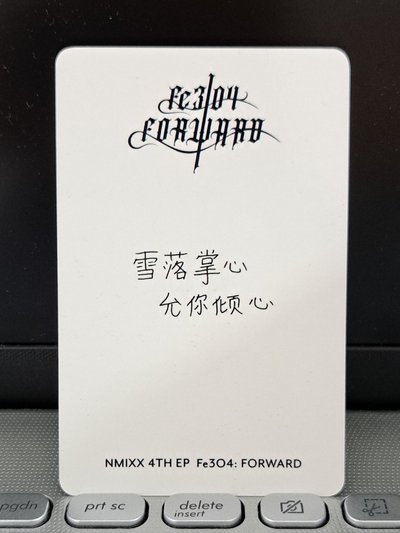 Fe3O4
FORWARD
雪落掌心
允你倾心
NMIXX 4TH EP Fe3O4: FORWARD
pgdn
prt sc
delete
insert